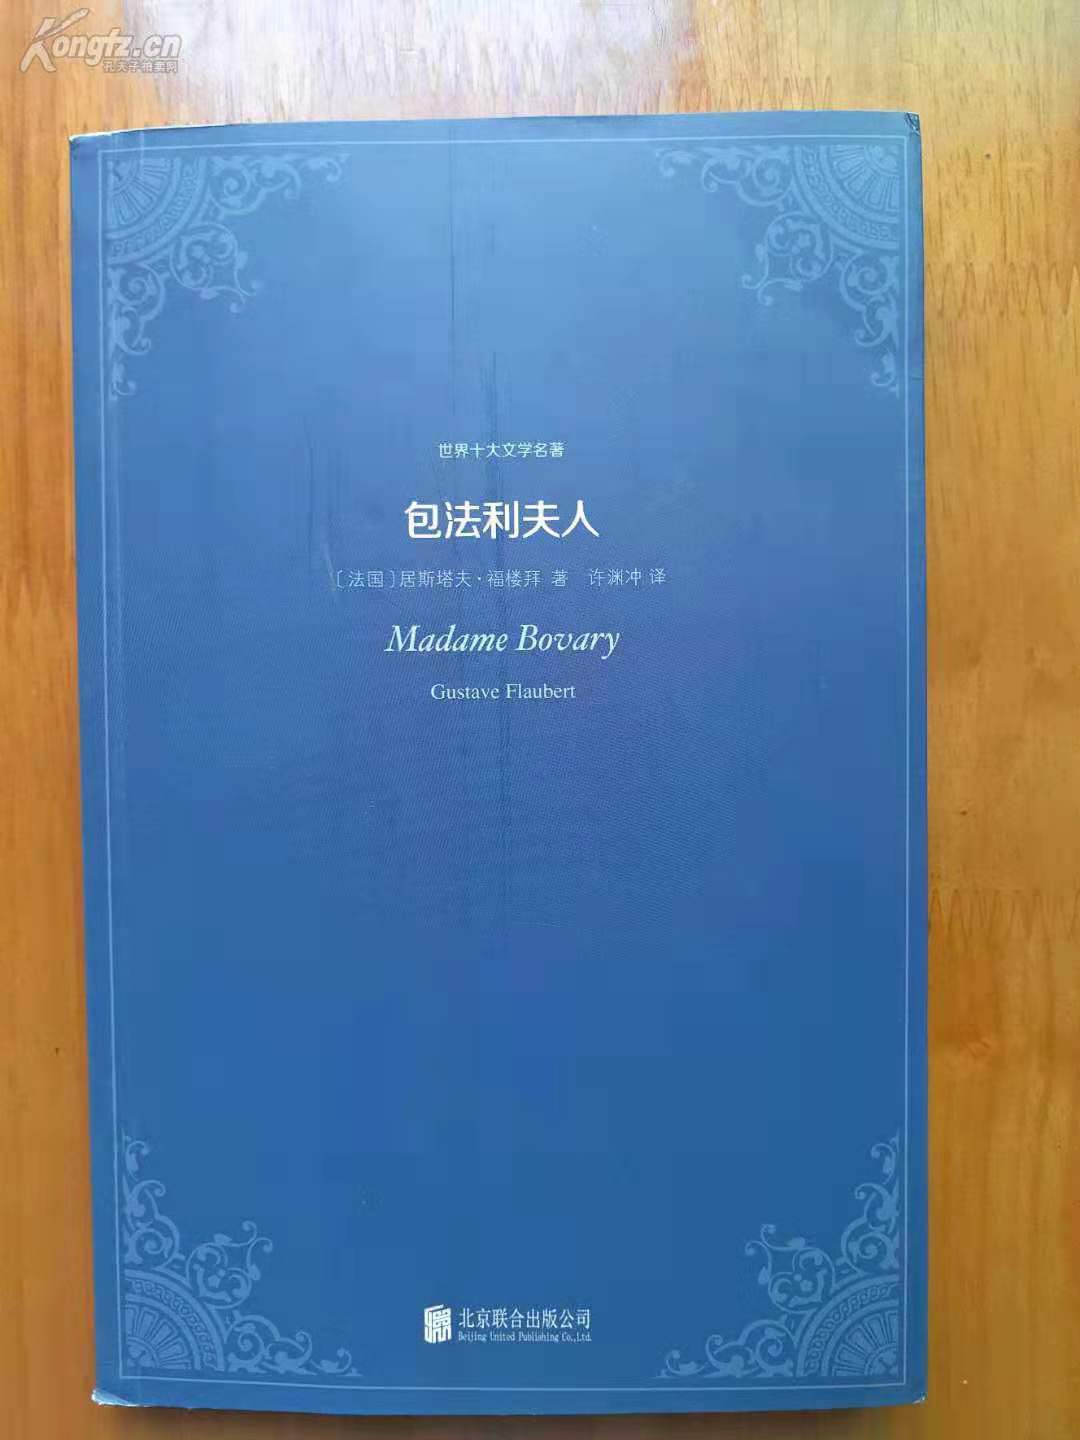 Kongfz.cn
孔夫子拍卖网
世界十大文学名著
包法利夫人
〔法国〕居斯塔夫·福楼拜 著 许渊冲 译
Madame Bovary
Gustave Flaubert
北京联合出版公司
Beijing United Publishing Co.,Ltd.